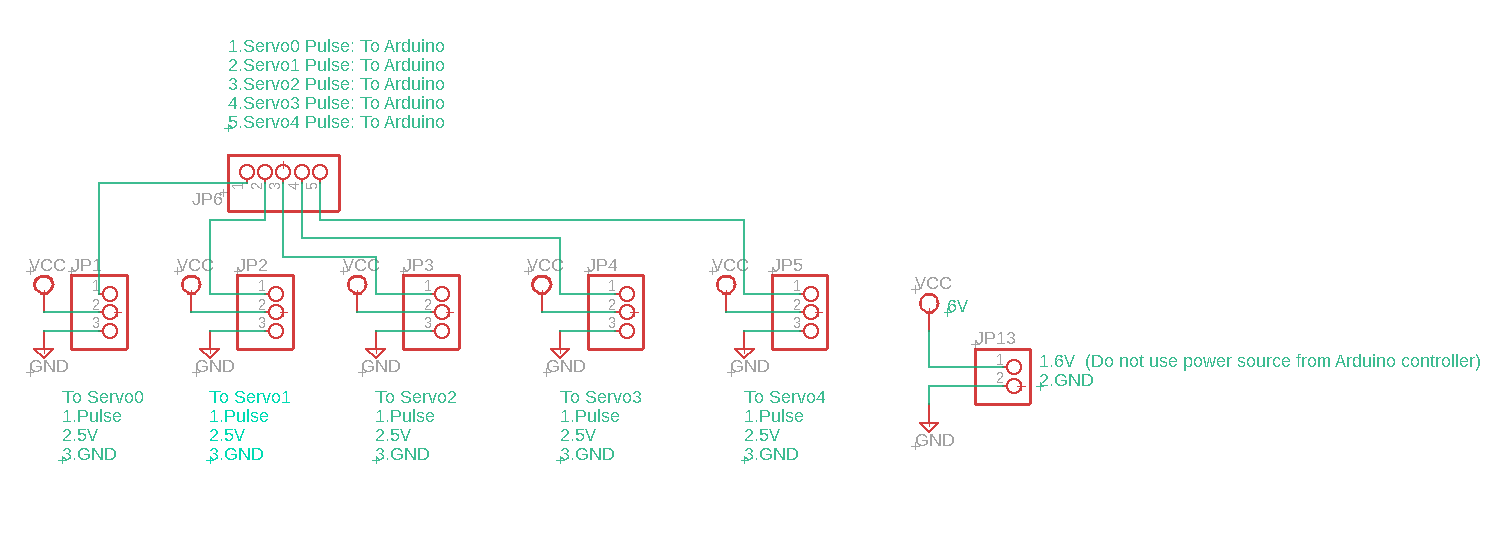 1.Servo0 Pulse: To Arduino
2.Servo1 Pulse: To Arduino
3.Servo2 Pulse: To Arduino
4.Servo3 Pulse: To Arduino
5.Servo4 Pulse: To Arduino
1 2 3 4 5
JP6
VCC JP1 VCC JP2 VCC JP3 VCC JP4 VCC JP5
1 1 1 1 1
2 2 2 2 2
3 3 3 3 3
GND GND GND GND GND
VCC
6V
JP13
1 1.6V (Do not use power source from Arduino controller)
2 2.GND
GND
To Servo0
1.Pulse
2.5V
3.GND
To Servo1
1.Pulse
2.5V
3.GND
To Servo2
1.Pulse
2.5V
3.GND
To Servo3
1.Pulse
2.5V
3.GND
To Servo4
1.Pulse
2.5V
3.GND